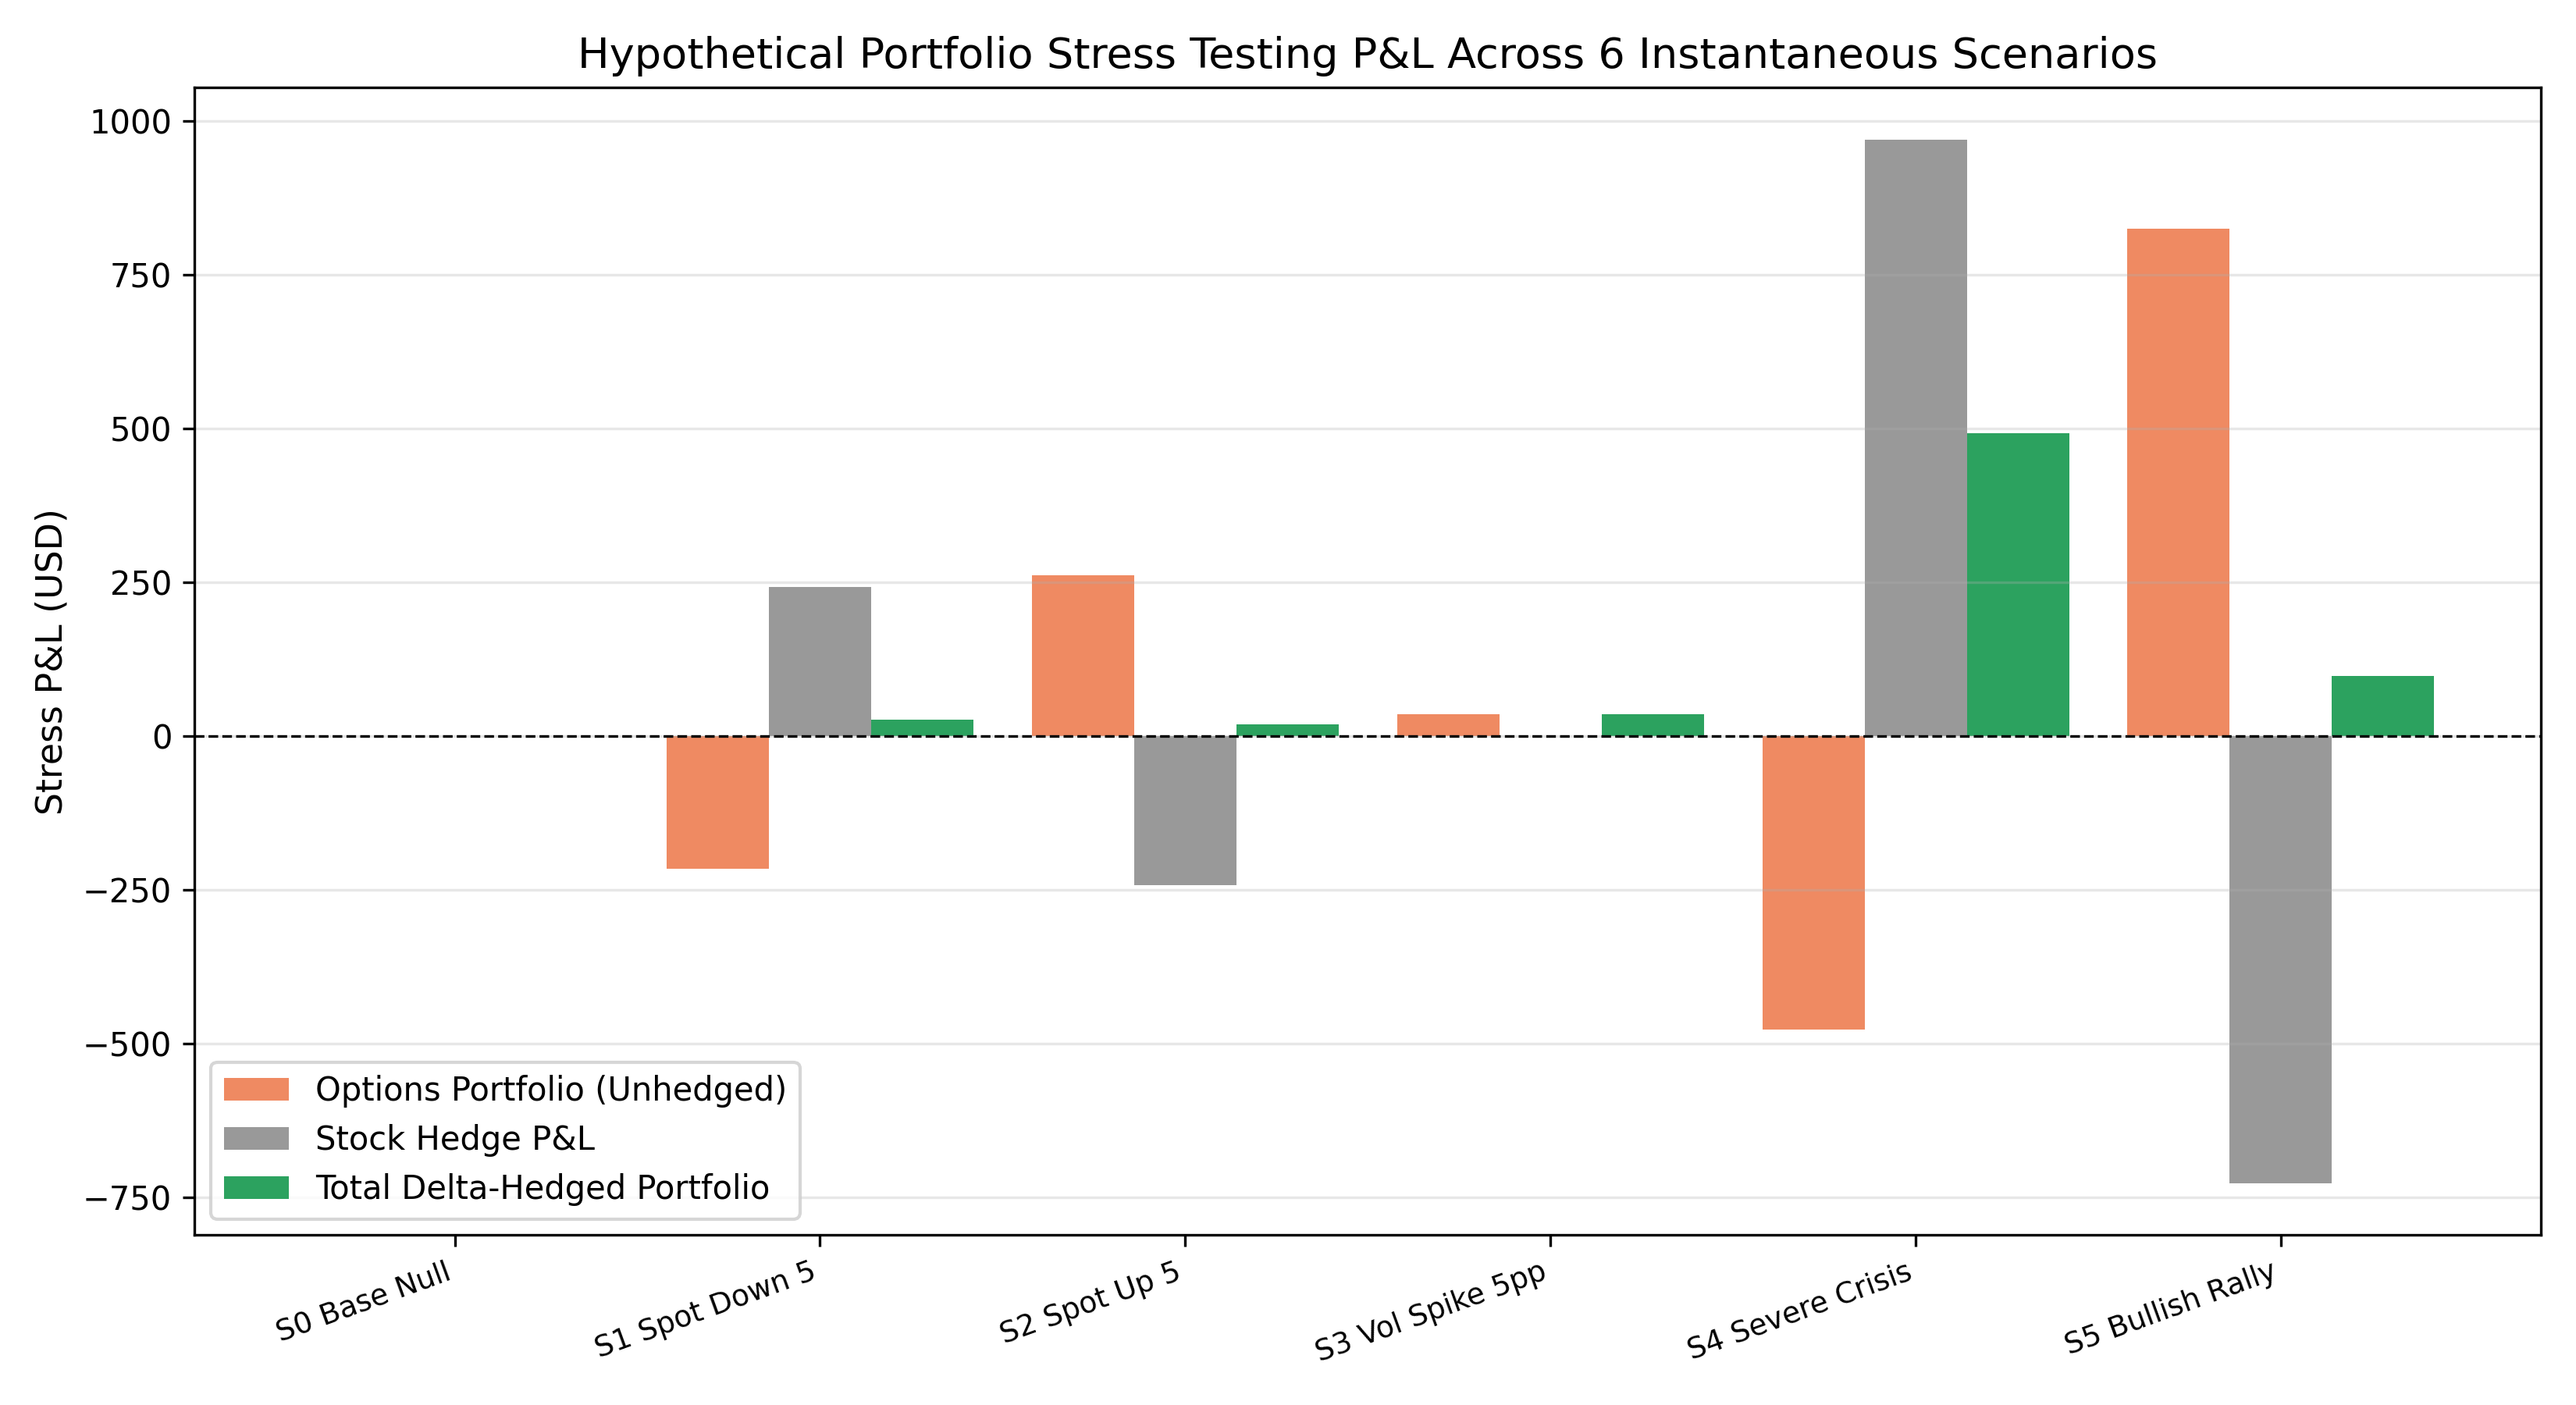 Hypothetical Portfolio Stress Testing P&L Across 6 Instantaneous Scenarios
Stress P&L (USD)
1000
750
500
250
0
−250
−500
−750
Options Portfolio (Unhedged)
Stock Hedge P&L
Total Delta-Hedged Portfolio
S0 Base Null
S1 Spot Down 5
S2 Spot Up 5
S3 Vol Spike 5pp
S4 Severe Crisis
S5 Bullish Rally